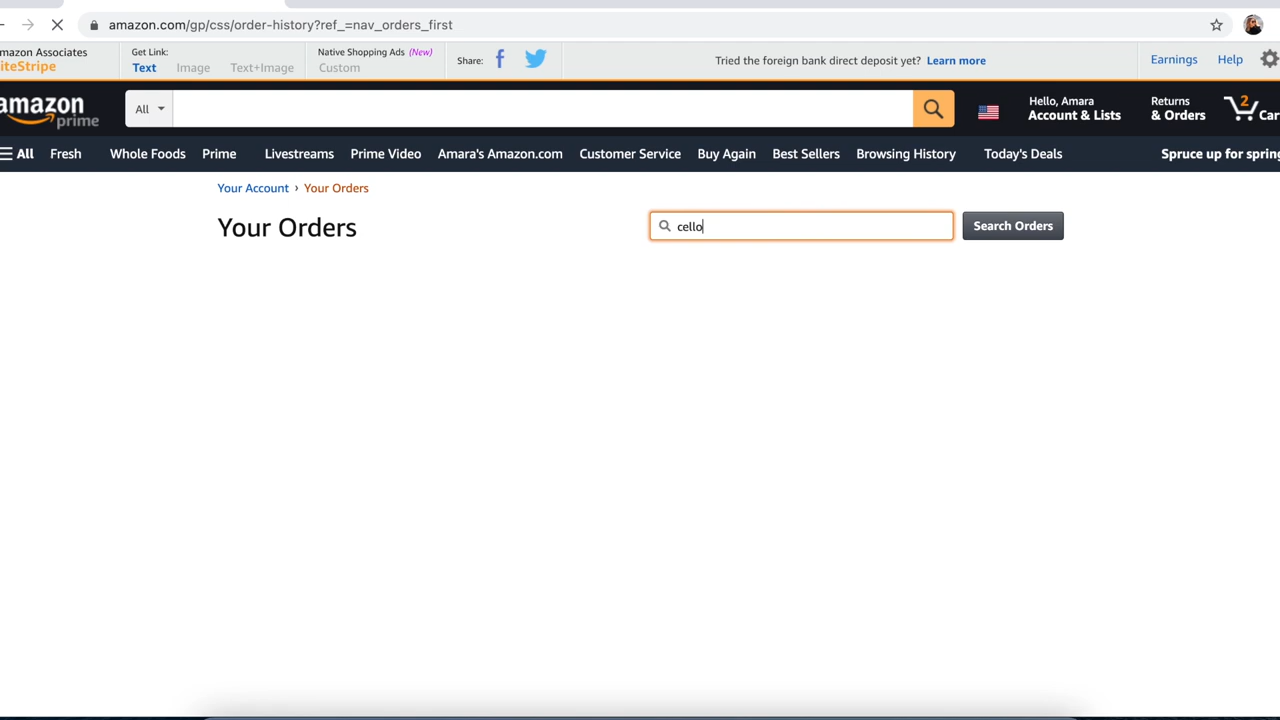 amazon.com/gp/css/order-history?ref_=nav_orders_first
mazon Associates
iteStripe
Get Link:
Text Image Text+Image
Native Shopping Ads (New)
Custom
Share:
Tried the foreign bank direct deposit yet? Learn more
Earnings Help
amazon
prime
All
Hello, Amara
Account & Lists
Returns
& Orders
2
Car
All Fresh Whole Foods Prime Livestreams Prime Video Amara's Amazon.com Customer Service Buy Again Best Sellers Browsing History Today's Deals Spruce up for spring
Your Account › Your Orders
Your Orders
cello
Search Orders